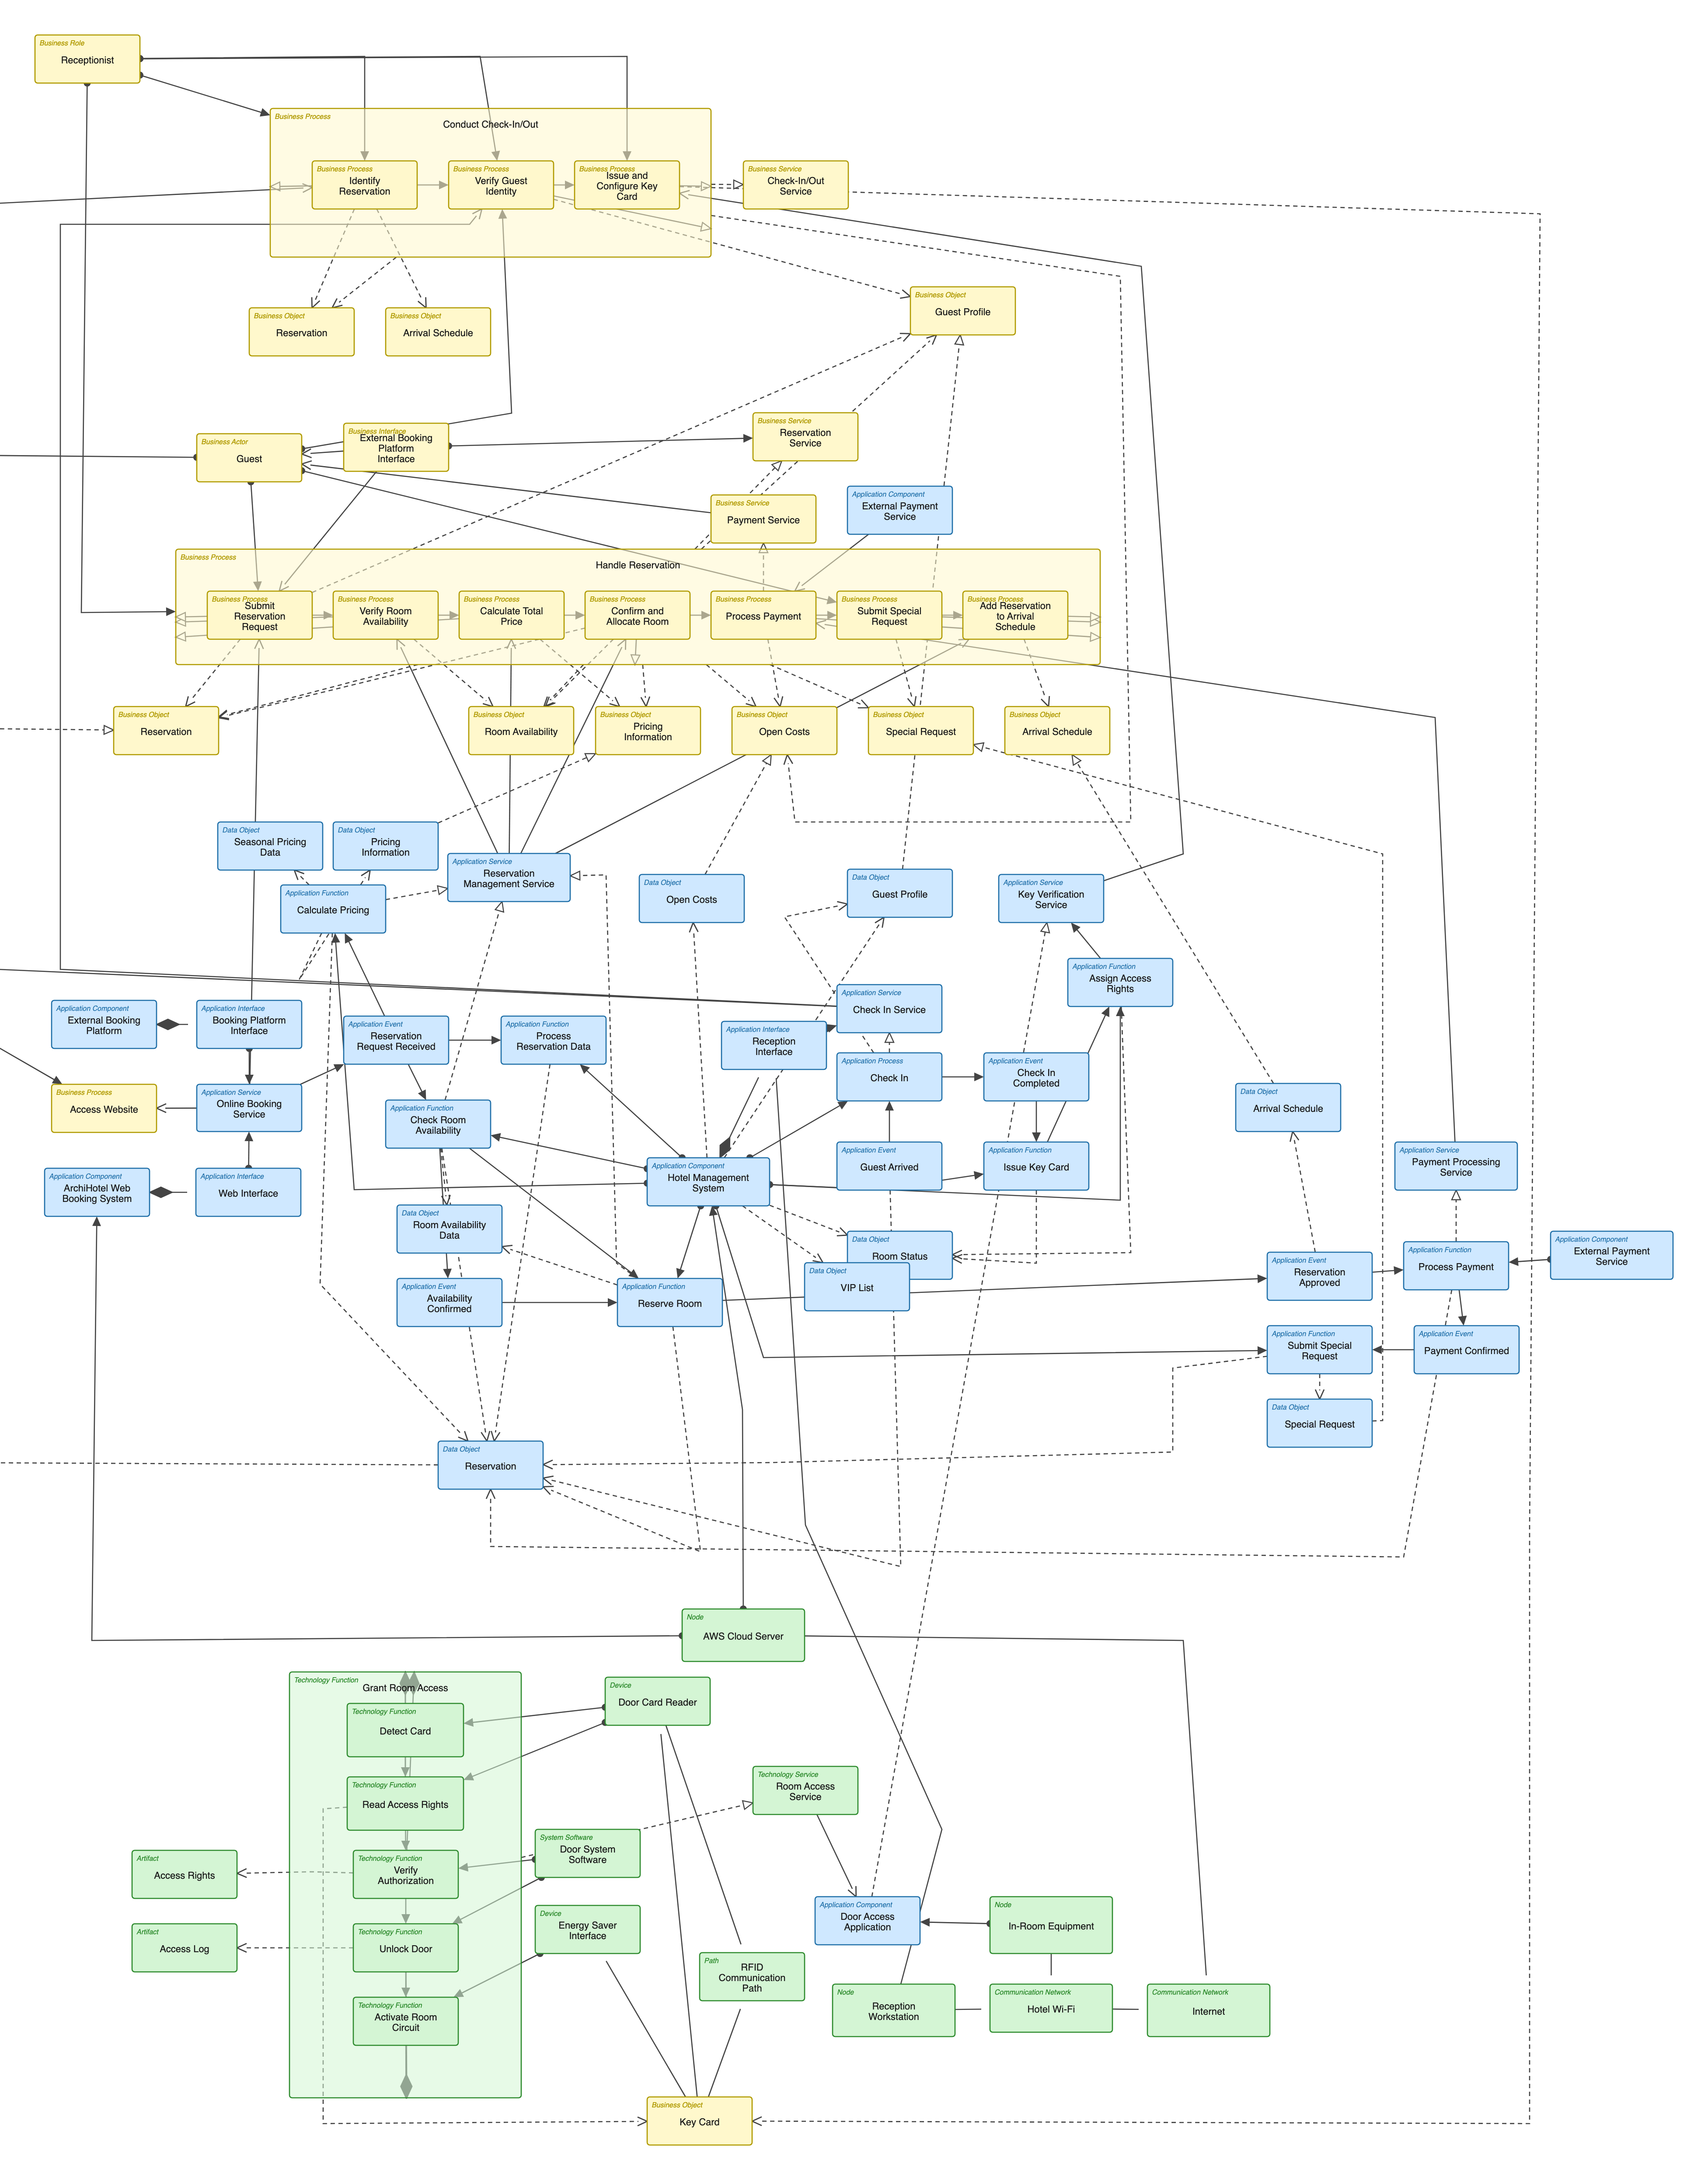 Business Role
Receptionist
Business Process
Conduct Check-In/Out
Business Process
Identify
Reservation
Business Process
Verify Guest
Identity
Business Process
Issue and
Configure Key
Card
Business Service
Check-In/Out
Service
Business Object
Reservation
Business Object
Arrival Schedule
Business Object
Guest Profile
Business Actor
Guest
Business Interface
External Booking
Platform
Interface
Business Service
Reservation
Service
Business Service
Payment Service
Application Component
External Payment
Service
Business Process
Handle Reservation
Business Process
Submit
Reservation
Request
Business Process
Verify Room
Availability
Business Process
Calculate Total
Price
Business Process
Confirm and
Allocate Room
Business Process
Process Payment
Business Process
Submit Special
Request
Business Process
Add Reservation
to Arrival
Schedule
Business Object
Reservation
Business Object
Room Availability
Business Object
Pricing
Information
Business Object
Open Costs
Business Object
Special Request
Business Object
Arrival Schedule
Data Object
Seasonal Pricing
Data
Data Object
Pricing
Information
Application Service
Reservation
Management Service
Application Function
Calculate Pricing
Data Object
Open Costs
Data Object
Guest Profile
Application Service
Key Verification
Service
Application Function
Assign Access
Rights
Application Component
External Booking
Platform
Application Interface
Booking Platform
Interface
Application Event
Reservation
Request Received
Application Function
Process
Reservation Data
Application Interface
Reception
Interface
Application Service
Check In Service
Application Process
Check In
Application Event
Check In
Completed
Business Process
Access Website
Application Service
Online Booking
Service
Application Function
Check Room
Availability
Data Object
Arrival Schedule
Application Component
ArchiHotel Web
Booking System
Application Interface
Web Interface
Application Component
Hotel Management
System
Application Event
Guest Arrived
Application Function
Issue Key Card
Application Service
Payment Processing
Service
Data Object
Room Availability
Data
Data Object
Room Status
Data Object
VIP List
Application Event
Reservation
Approved
Application Function
Process Payment
Application Component
External Payment
Service
Application Event
Availability
Confirmed
Application Function
Reserve Room
Application Function
Submit Special
Request
Application Event
Payment Confirmed
Data Object
Special Request
Data Object
Reservation
Node
AWS Cloud Server
Technology Function
Grant Room Access
Technology Function
Detect Card
Device
Door Card Reader
Technology Function
Read Access Rights
Technology Service
Room Access
Service
Artifact
Access Rights
Technology Function
Verify
Authorization
System Software
Door System
Software
Artifact
Access Log
Technology Function
Unlock Door
Device
Energy Saver
Interface
Application Component
Door Access
Application
Node
In-Room Equipment
Technology Function
Activate Room
Circuit
Path
RFID
Communication
Path
Node
Reception
Workstation
Communication Network
Hotel Wi-Fi
Communication Network
Internet
Business Object
Key Card